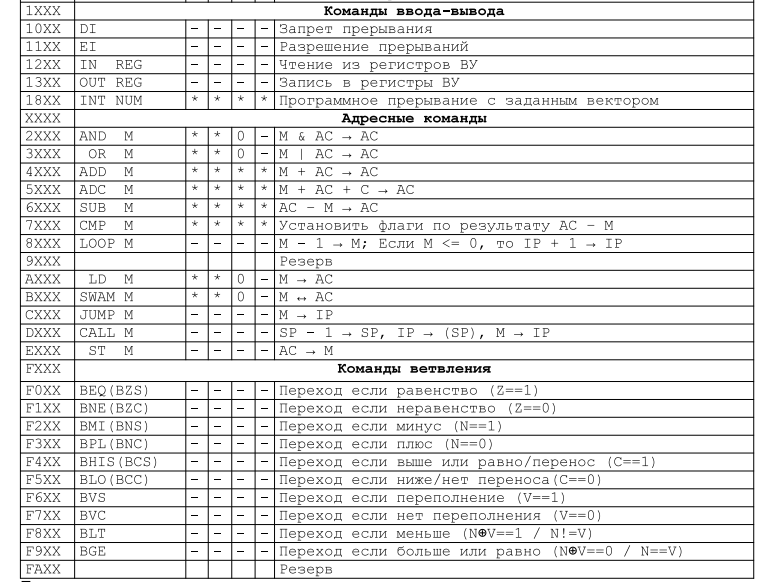 1XXX Команды ввода-вывода
10XX DI – – – – Запрет прерывания
11XX EI – – – – Разрешение прерываний
12XX IN REG – – – – Чтение из регистров ВУ
13XX OUT REG – – – – Запись в регистры ВУ
18XX INT NUM * * * * Программное прерывание с заданным вектором
XXXX Адресные команды
2XXX AND M * * 0 – M & AC → AC
3XXX OR M * * 0 – M | AC → AC
4XXX ADD M * * * * M + AC → AC
5XXX ADC M * * * * M + AC + C → AC
6XXX SUB M * * * * AC – M → AC
7XXX CMP M * * * * Установить флаги по результату AC – M
8XXX LOOP M – – – – M – 1 → M; Если M <= 0, то IP + 1 → IP
9XXX Резерв
AXXX LD M * * 0 – M → AC
BXXX SWAM M * * 0 – M ↔ AC
CXXX JUMP M – – – – M → IP
DXXX CALL M – – – – SP – 1 → SP, IP → (SP), M → IP
EXXX ST M – – – – AC → M
FXXX Команды ветвления
F0XX BEQ(BZS) – – – – Переход если равенство (Z==1)
F1XX BNE(BZC) – – – – Переход если неравенство (Z==0)
F2XX BMI(BNS) – – – – Переход если минус (N==1)
F3XX BPL(BNC) – – – – Переход если плюс (N==0)
F4XX BHIS(BCS) – – – – Переход если выше или равно/перенос (C==1)
F5XX BLO(BCC) – – – – Переход если ниже/нет переноса(C==0)
F6XX BVS – – – – Переход если переполнение (V==1)
F7XX BVC – – – – Переход если нет переполнения (V==0)
F8XX BLT – – – – Переход если меньше (N⊕V==1 / N!=V)
F9XX BGE – – – – Переход если больше или равно (N⊕V==0 / N==V)
FAXX Резерв